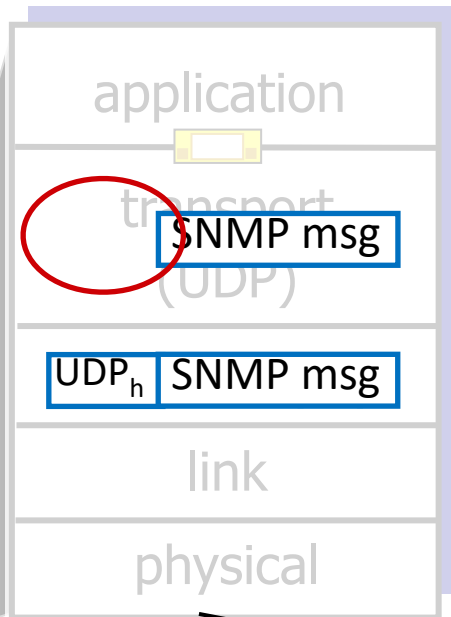 application
transport
SNMP msg
(UDP)
UDPh SNMP msg
link
physical